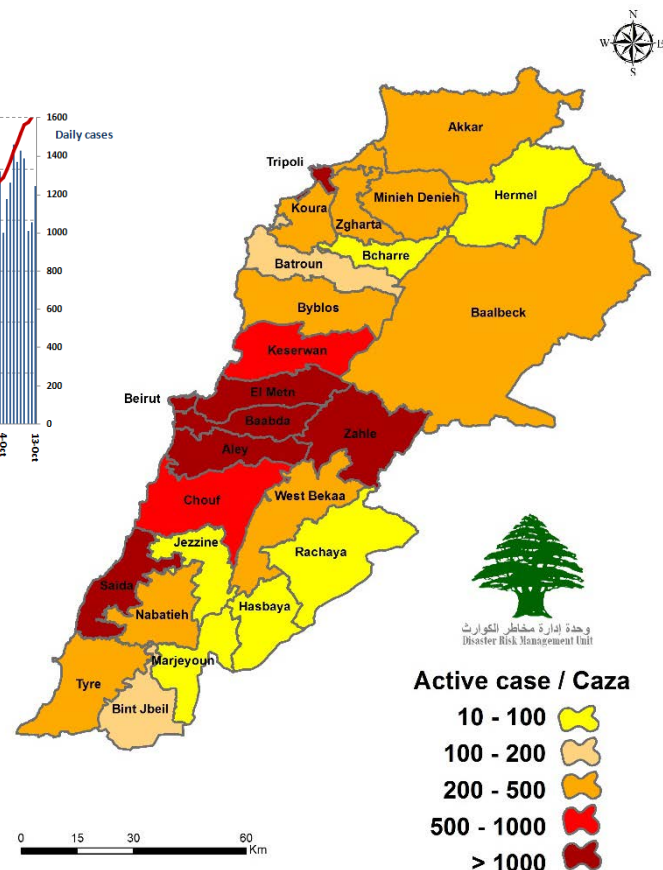 N
W
E
S
1600
Daily cases
1400
1200
1000
800
600
400
200
0
4-Oct
13-Oct
Akkar
Tripoli
Hermel
Minieh Denieh
Koura
Zgharta
Bcharre
Batroun
Byblos
Baalbeck
Keserwan
El Metn
Beirut
Baabda
Zahle
Aley
West Bekaa
Chouf
Jezzine
Rachaya
Saida
Nabatieh
Hasbaya
Marjeyoun
Tyre
Bint Jbeil
وحدة إدارة مخاطر الكوارث
Disaster Risk Management Unit
Active case / Caza
10 - 100
100 - 200
200 - 500
500 - 1000
> 1000
0 15 30 60
Km